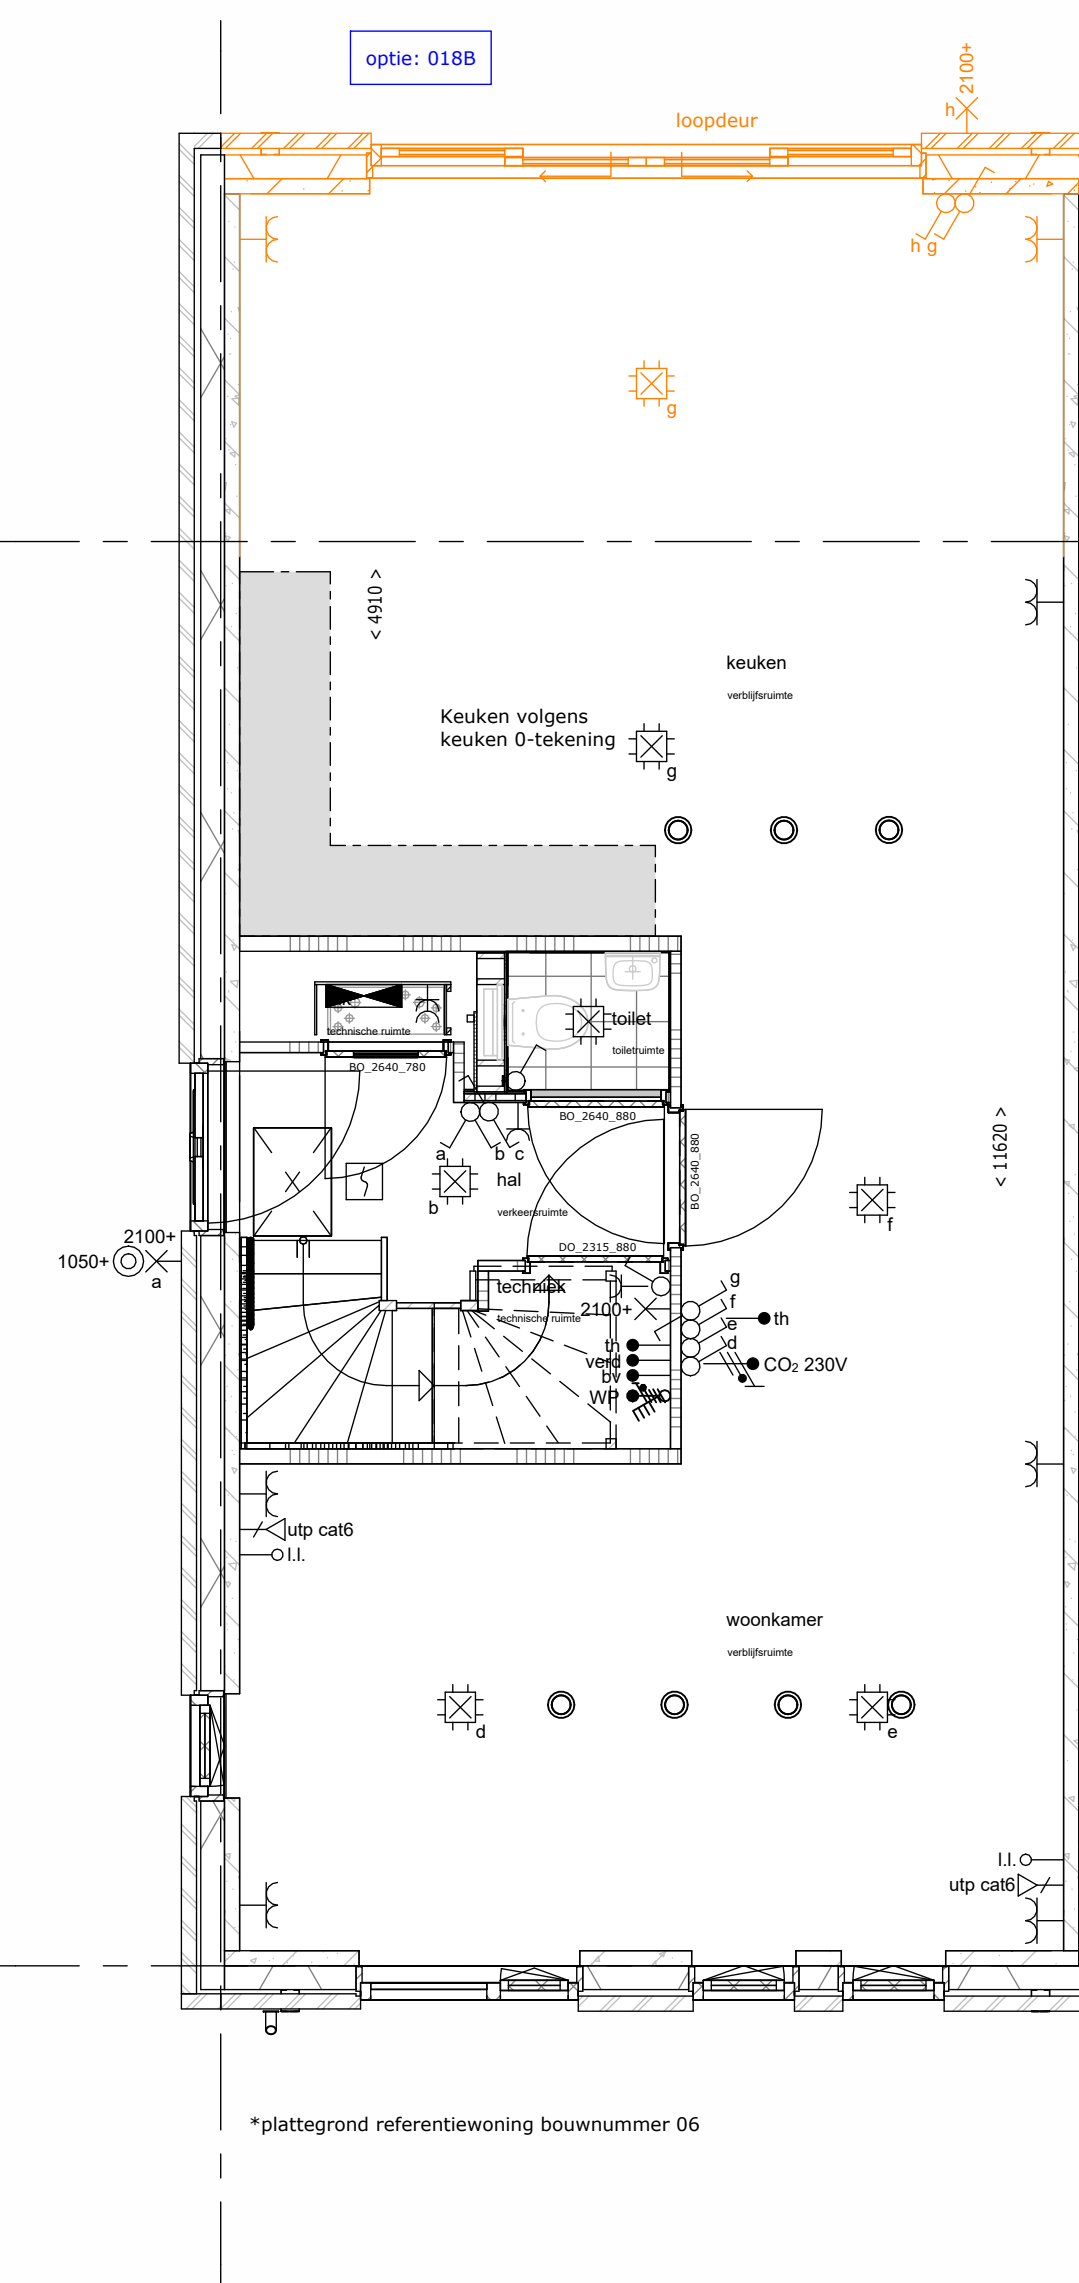 optie: 018B
2100+
h
loopdeur
h g
g
< 4910 >
keuken
verblijfsruimte
Keuken volgens
keuken 0-tekening
g
toilet
toiletruimte
technische ruimte
BO_2640_780
BO_2640_880
a
b c
hal
b
verkeersruimte
BO_2640_880
< 11620 >
f
2100+
1050+
a
DO_2315_880
techniek
technische ruimte
2100+
g
f
e
d
th
th
verd
bv
WP
CO₂ 230V
utp cat6
l.l.
woonkamer
verblijfsruimte
d
e
l.l.
utp cat6
*plattegrond referentiewoning bouwnummer 06